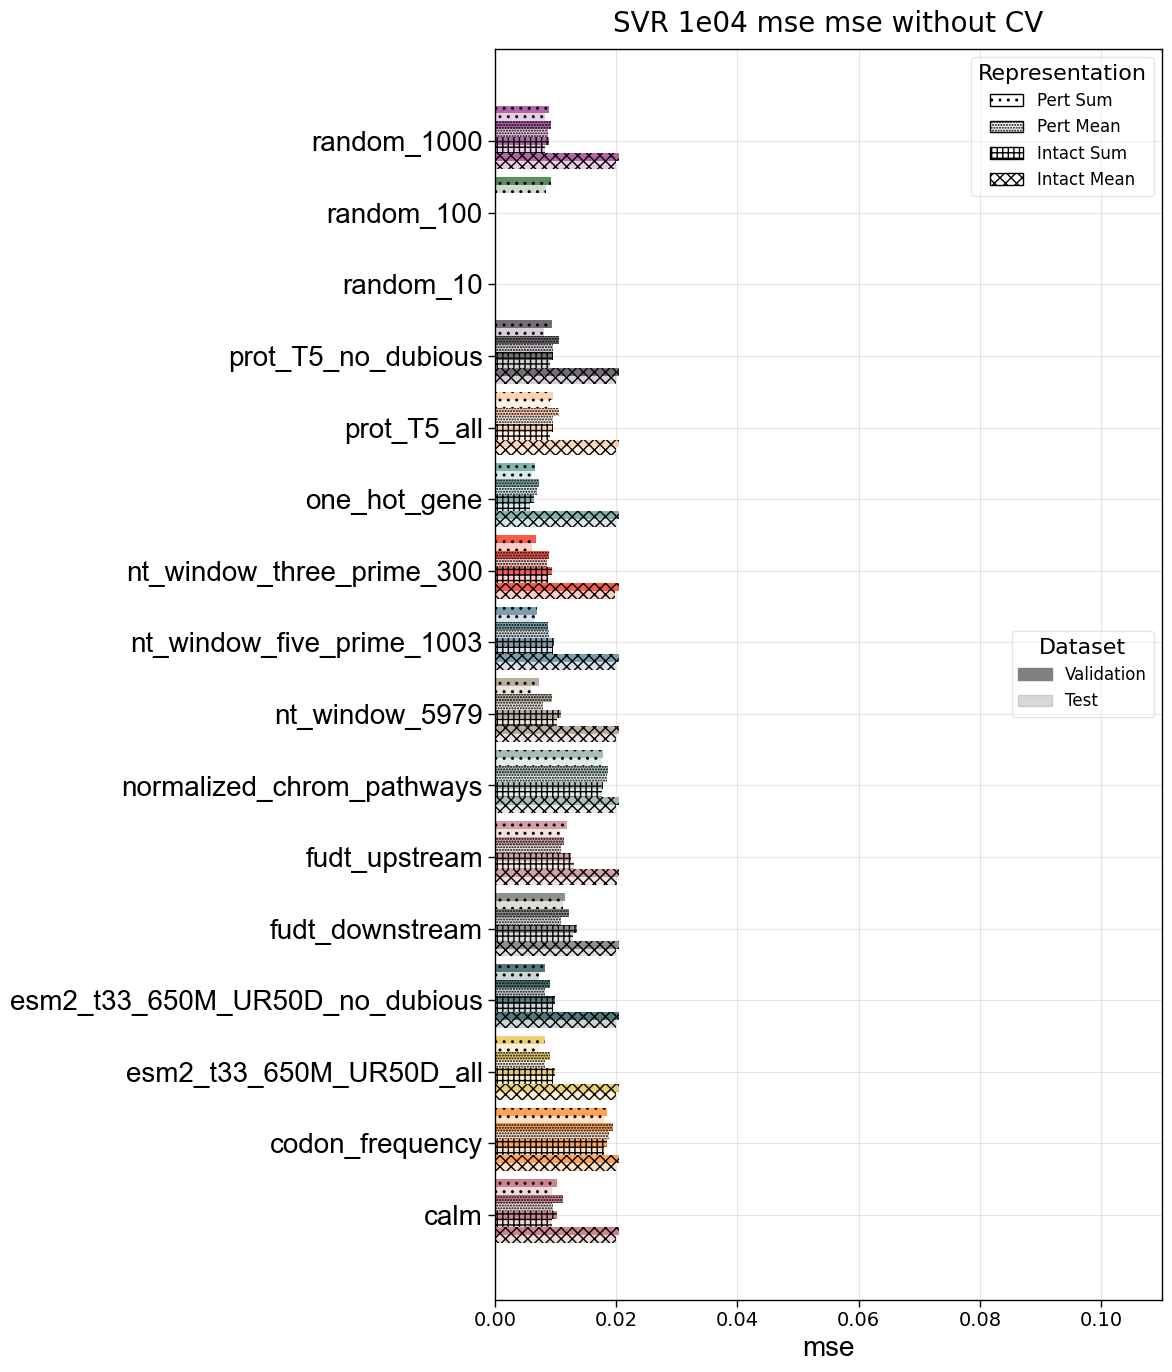 SVR 1e04 mse mse without CV
Representation
Pert Sum
Pert Mean
Intact Sum
Intact Mean
random_1000
random_100
random_10
prot_T5_no_dubious
prot_T5_all
one_hot_gene
nt_window_three_prime_300
nt_window_five_prime_1003
Dataset
Validation
Test
nt_window_5979
normalized_chrom_pathways
fudt_upstream
fudt_downstream
esm2_t33_650M_UR50D_no_dubious
esm2_t33_650M_UR50D_all
codon_frequency
calm
0.00 0.02 0.04 0.06 0.08 0.10
mse